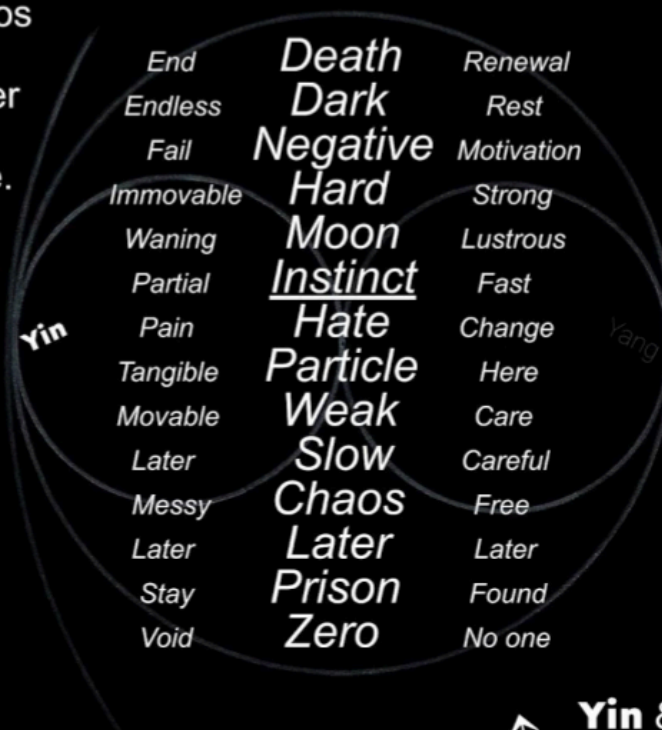 os
er
e.
End Death Renewal
Endless Dark Rest
Fail Negative Motivation
Immovable Hard Strong
Waning Moon Lustrous
Partial Instinct Fast
Yin Pain Hate Change Yang
Tangible Particle Here
Movable Weak Care
Later Slow Careful
Messy Chaos Free
Later Later Later
Stay Prison Found
Void Zero No one
Yin &